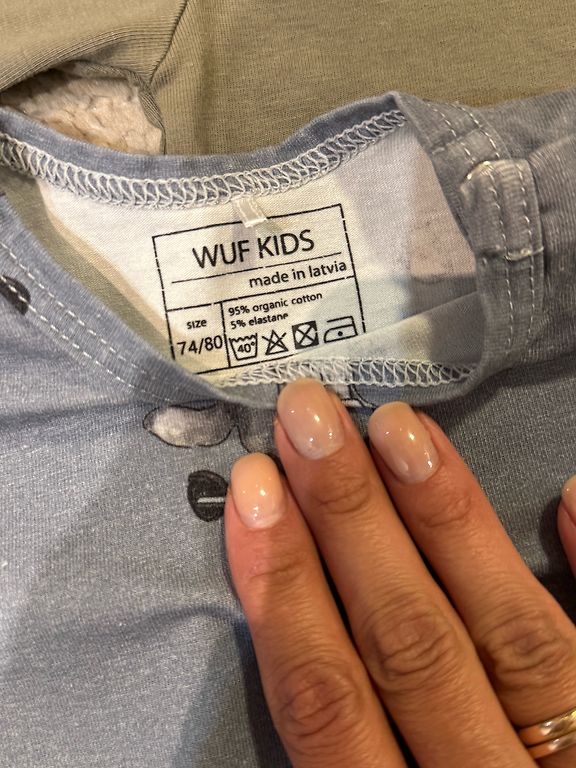 WUF KIDS
made in latvia
size
74/80
95% organic cotton
5% elastane
40°